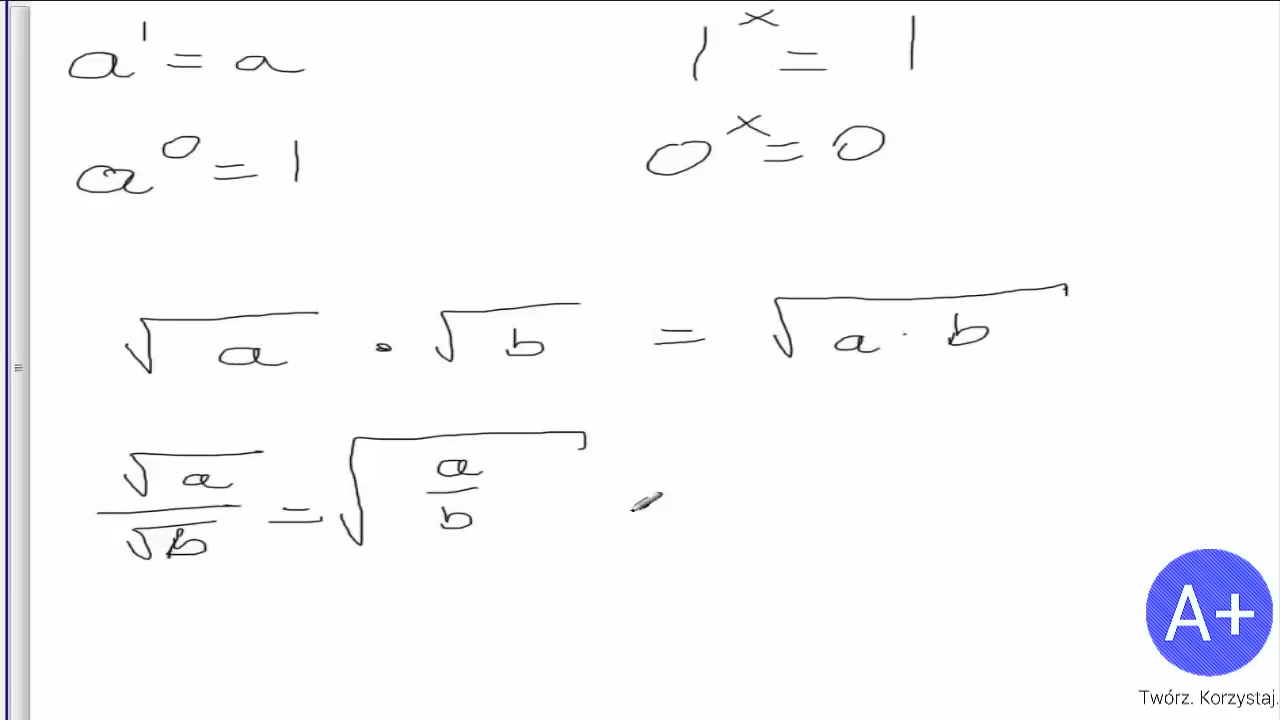 a¹ = a 1ˣ = 1
a⁰ = 1 0ˣ = 0
√a · √b = √(a · b)
√a/√b = √(a/b)
A+
Twórz. Korzystaj.